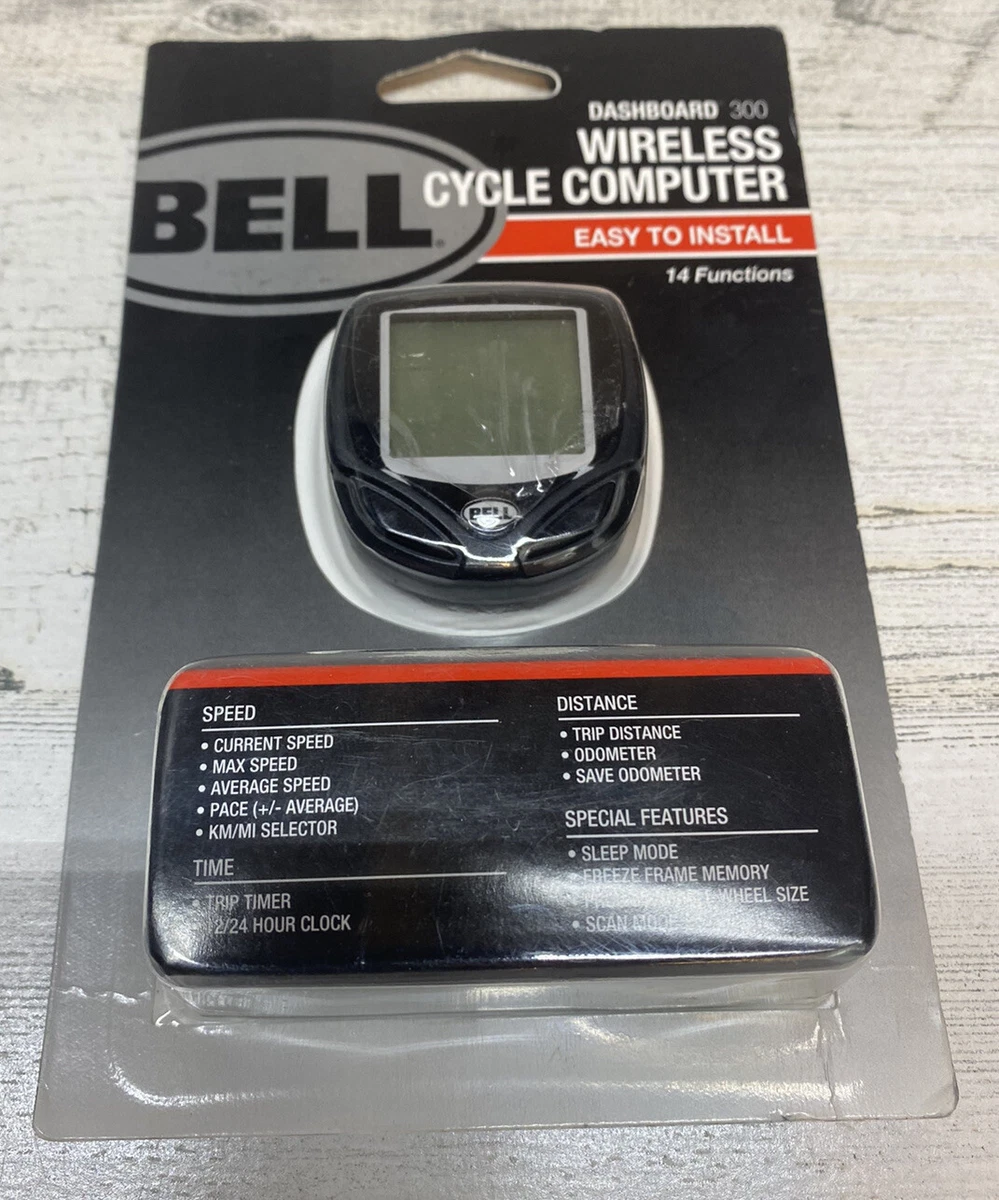 BELL
DASHBOARD 300
WIRELESS
CYCLE COMPUTER
EASY TO INSTALL
14 Functions
BELL
SPEED
• CURRENT SPEED
• MAX SPEED
• AVERAGE SPEED
• PACE (+/- AVERAGE)
• KM/MI SELECTOR
TIME
• TRIP TIMER
12/24 HOUR CLOCK
DISTANCE
• TRIP DISTANCE
• ODOMETER
• SAVE ODOMETER
SPECIAL FEATURES
• SLEEP MODE
FREEZE FRAME MEMORY
WHEEL SIZE
• SCAN MODE